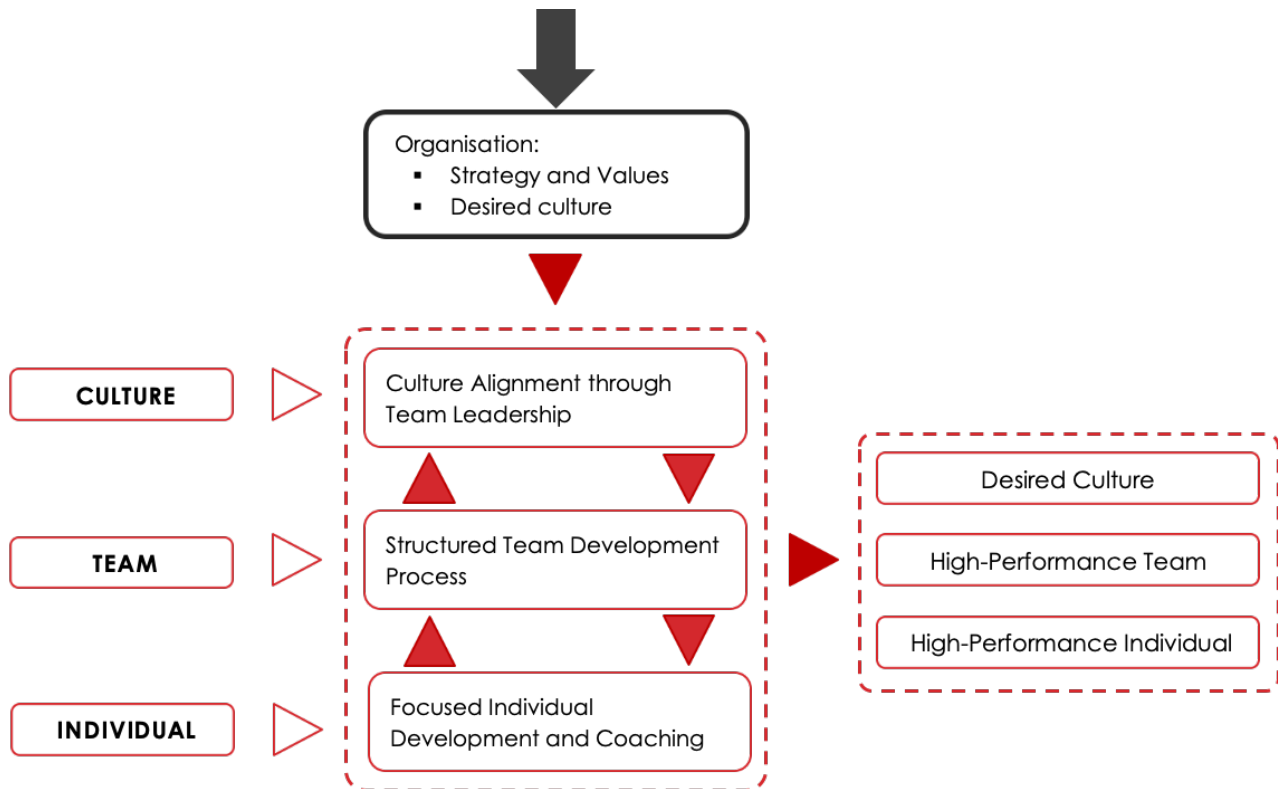 Organisation:
▪ Strategy and Values
▪ Desired culture
CULTURE
Culture Alignment through
Team Leadership
TEAM
Structured Team Development
Process
INDIVIDUAL
Focused Individual
Development and Coaching
Desired Culture
High-Performance Team
High-Performance Individual